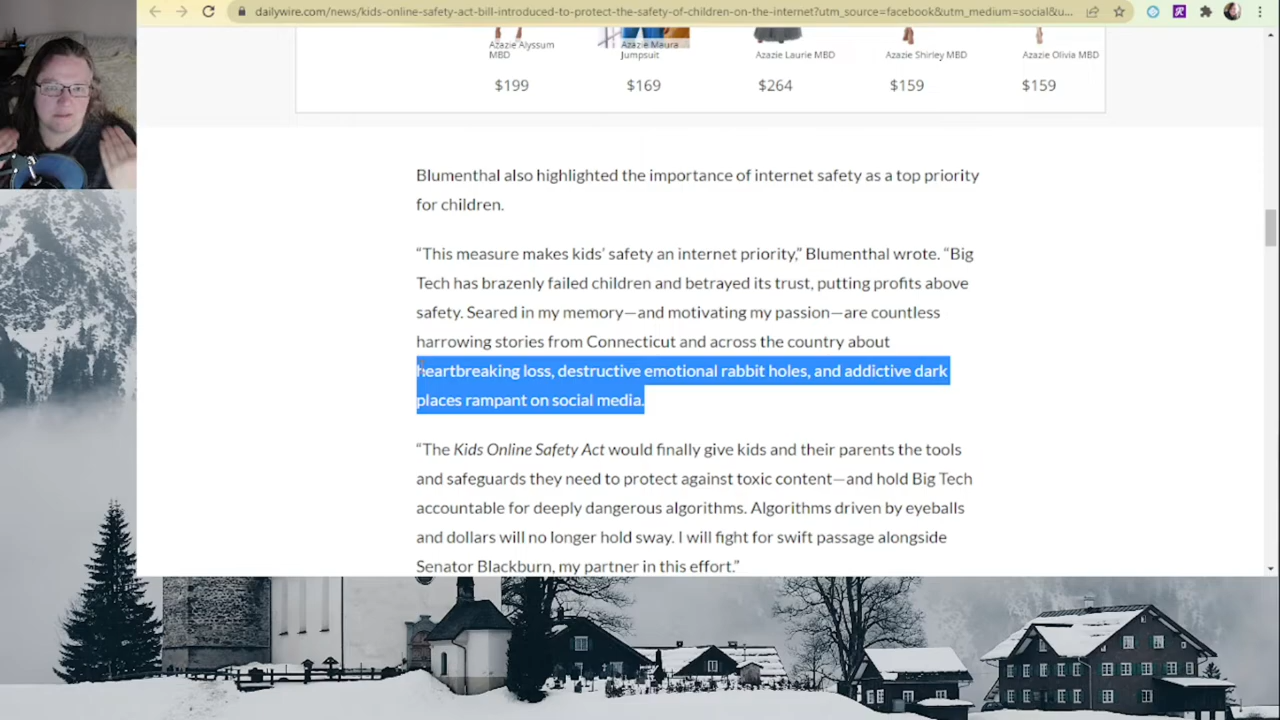 dailywire.com/news/kids-online-safety-act-bill-introduced-to-protect-the-safety-of-children-on-the-internet?utm_source=facebook&utm_medium=social&u...
Azazie Alyssum
MBD
Azazie Maura
Jumpsuit
Azazie Laurie MBD
Azazie Shirley MBD
Azazie Olivia MBD
$199
$169
$264
$159
$159
Blumenthal also highlighted the importance of internet safety as a top priority
for children.
“This measure makes kids’ safety an internet priority,” Blumenthal wrote. “Big
Tech has brazenly failed children and betrayed its trust, putting profits above
safety. Seared in my memory—and motivating my passion—are countless
harrowing stories from Connecticut and across the country about
heartbreaking loss, destructive emotional rabbit holes, and addictive dark
places rampant on social media.
“The Kids Online Safety Act would finally give kids and their parents the tools
and safeguards they need to protect against toxic content—and hold Big Tech
accountable for deeply dangerous algorithms. Algorithms driven by eyeballs
and dollars will no longer hold sway. I will fight for swift passage alongside
Senator Blackburn, my partner in this effort.”